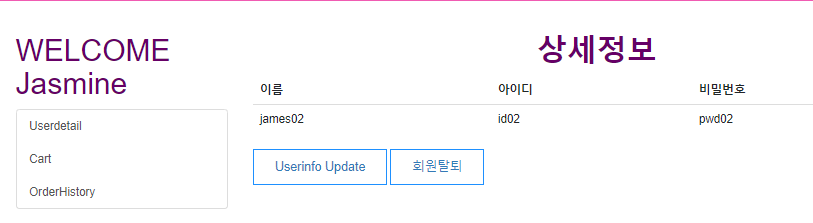 WELCOME
Jasmine
Userdetail
Cart
OrderHistory
상세정보
이름 아이디 비밀번호
james02 id02 pwd02
Userinfo Update 회원탈퇴